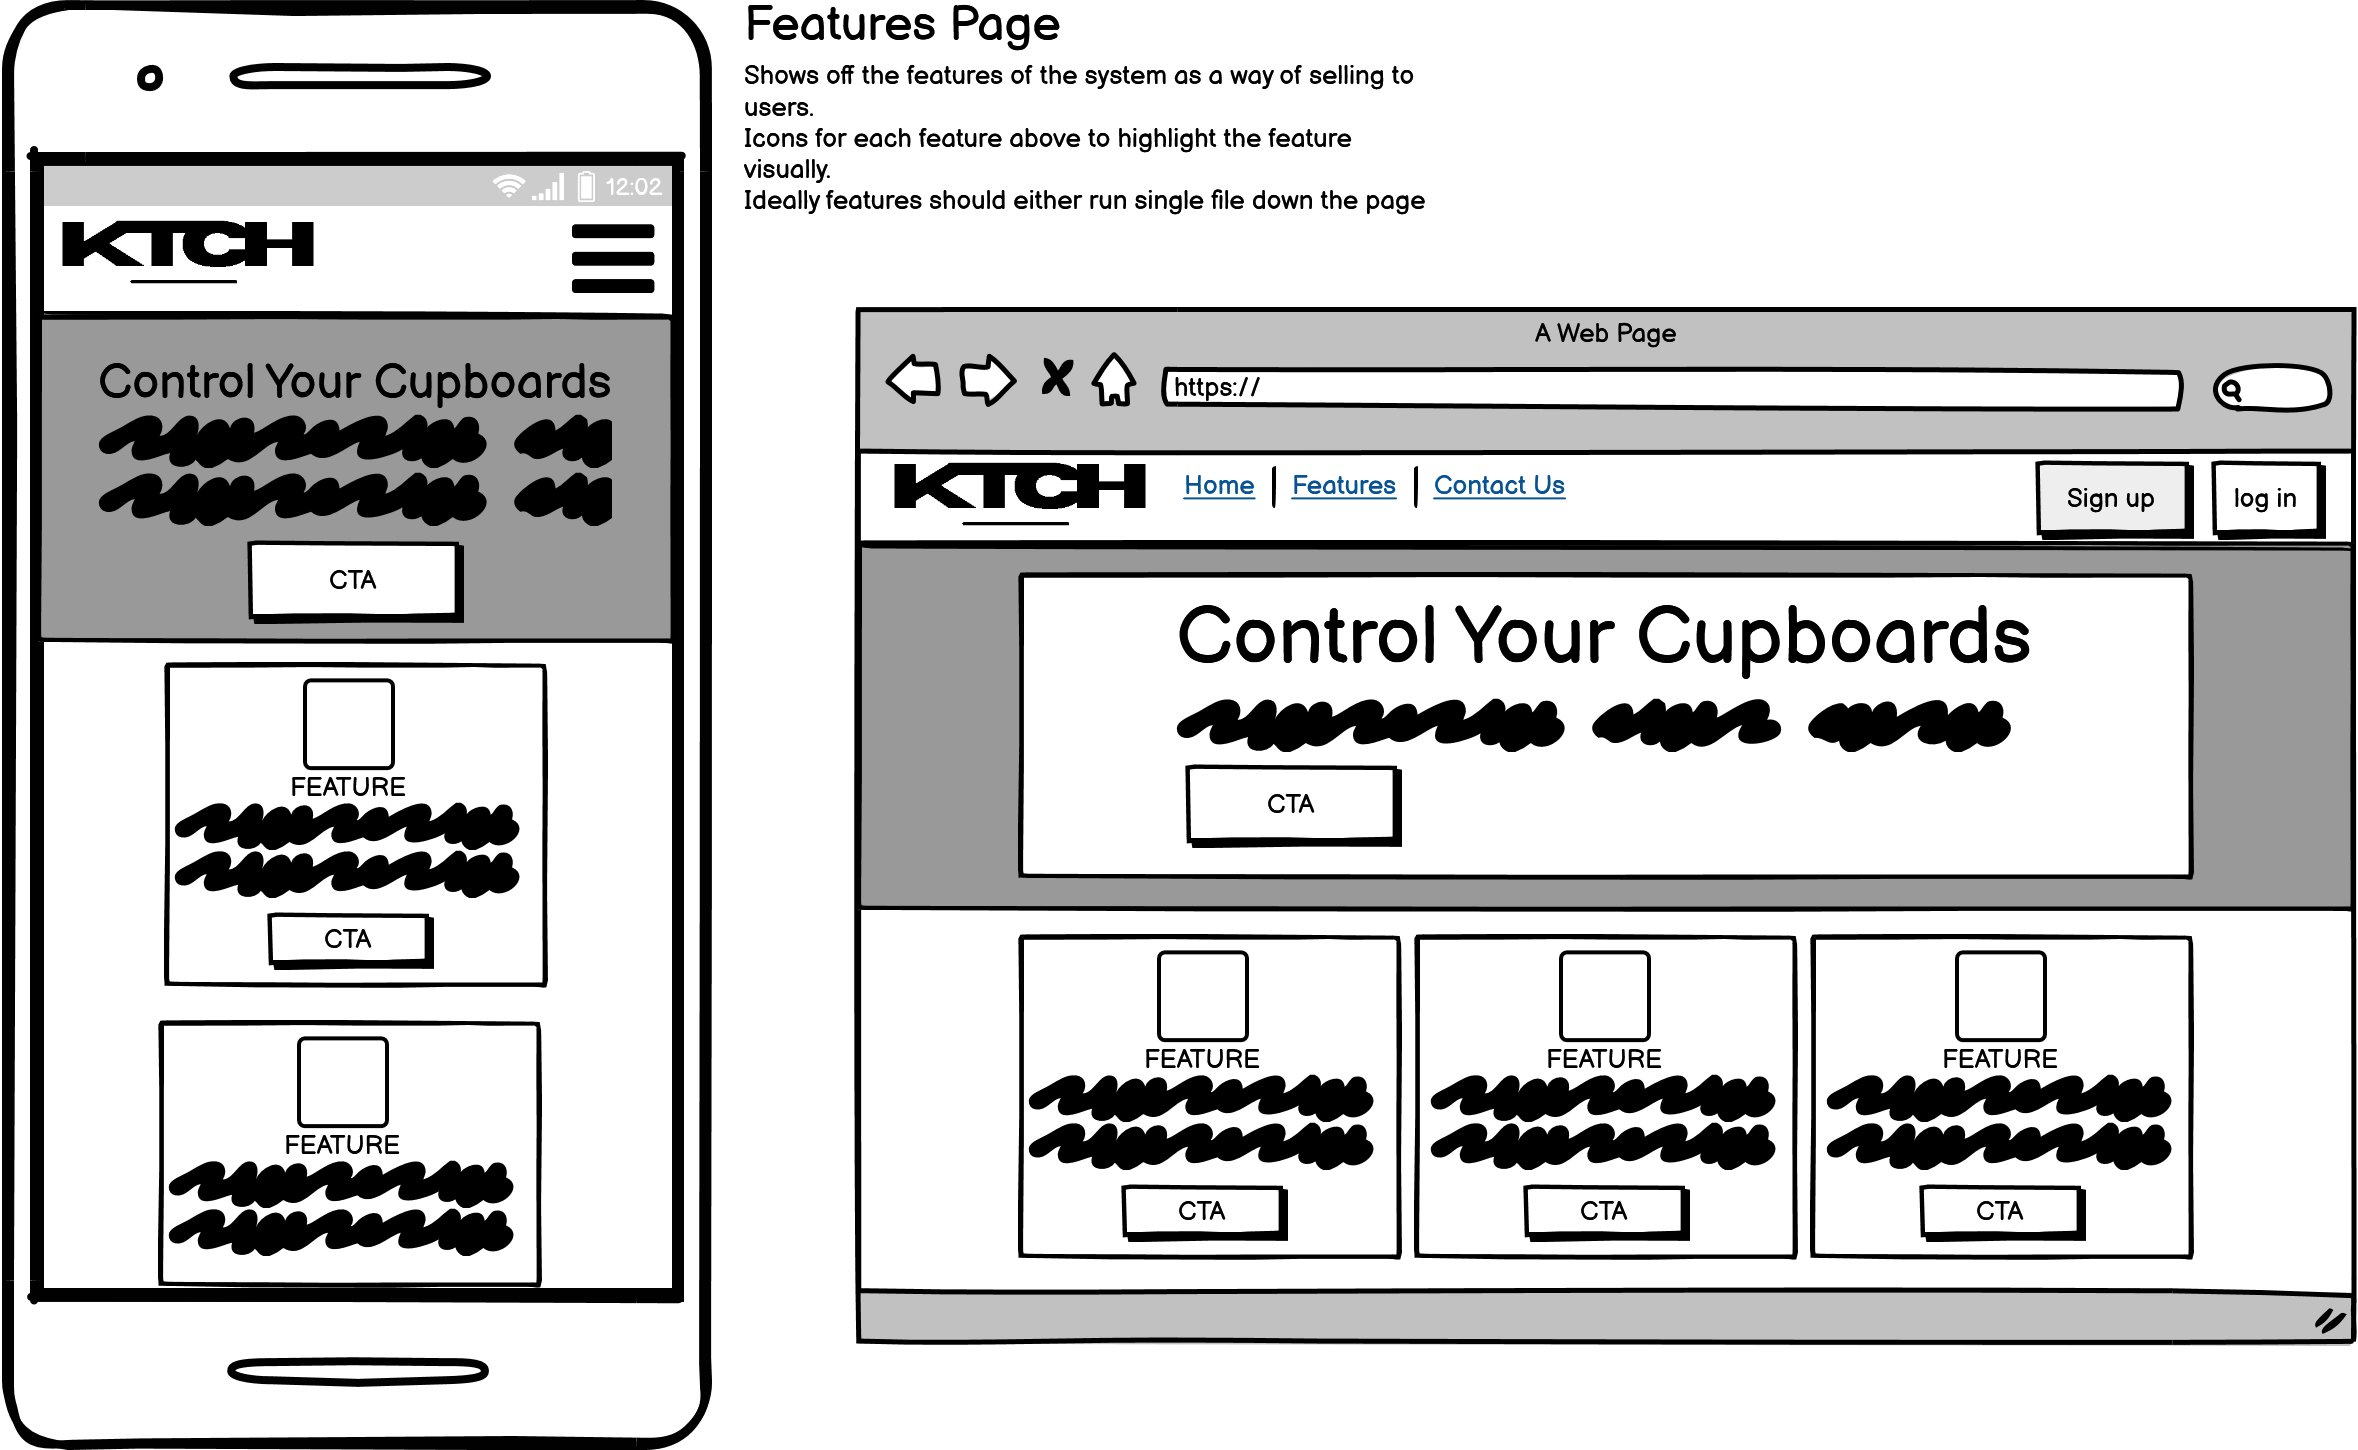 Features Page
Shows off the features of the system as a way of selling to
users.
Icons for each feature above to highlight the feature
visually.
Ideally features should either run single file down the page
12:02
KTCH
Control Your Cupboards
CTA
FEATURE
CTA
FEATURE
A Web Page
https://
KTCH
Home
Features
Contact Us
Sign up
log in
Control Your Cupboards
CTA
FEATURE
FEATURE
FEATURE
CTA
CTA
CTA